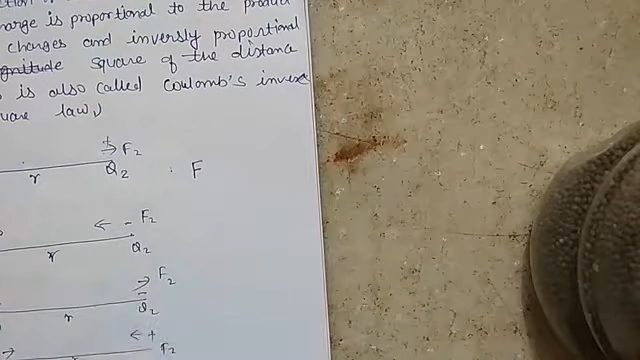 ange is proportional to the product
changes and inversly proportional
gnitude square of the distance
is also called Coulomb's inverse
uare law,
+
→ F2
r Q2 F
← - F2
r Q2
→ F2
-
r Q2
← +
→ F2